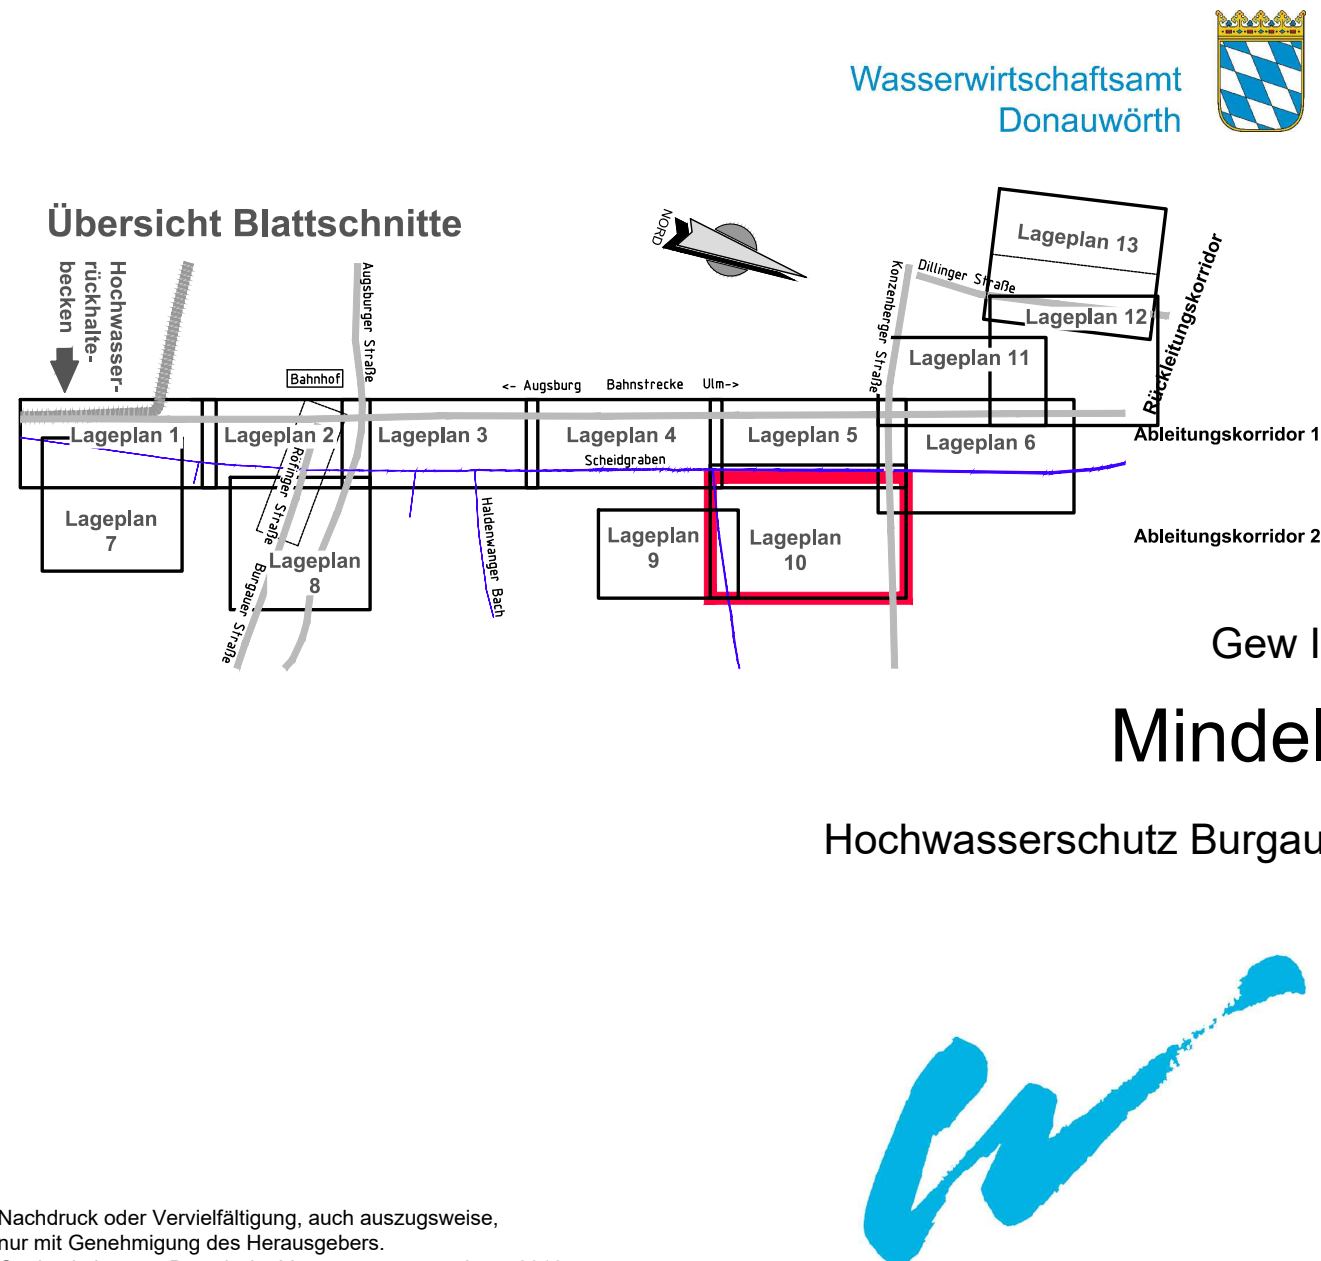 Wasserwirtschaftsamt
Donauwörth
Übersicht Blattschnitte
Hochwasser-
rückhalte-
becken
NORD
Augsburger Straße
Bahnhof
<- Augsburg Bahnstrecke Ulm->
Konzenberger Straße
Dillinger Straße
Lageplan 13
Lageplan 12
Lageplan 11
Rückleitungskorridor
Lageplan 1
Lageplan 2
Lageplan 3
Lageplan 4
Lageplan 5
Lageplan 6
Ableitungskorridor 1
Scheidgraben
Röfinger Straße
Haldenwanger Bach
Lageplan
7
Lageplan
8
Lageplan
9
Lageplan
10
Ableitungskorridor 2
Burgauer Straße
Gew I
Mindel
Hochwasserschutz Burgau
Nachdruck oder Vervielfältigung, auch auszugsweise,
nur mit Genehmigung des Herausgebers.